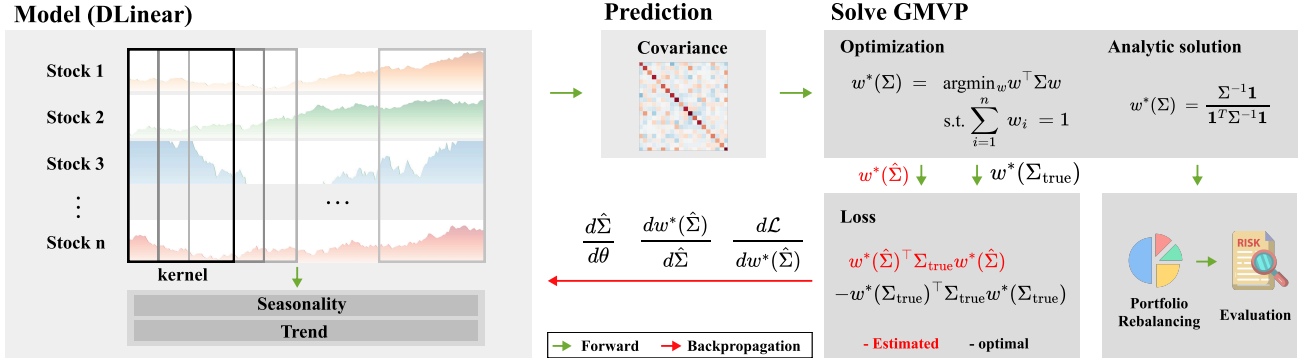 Model (DLinear)
Stock 1
Stock 2
Stock 3
⋮
Stock n
...
kernel
Seasonality
Trend
Prediction
Covariance
Solve GMVP
Optimization
w*(Σ) = argmin_w w^⊤Σw
s.t. ∑_{i=1}^{n} w_i = 1
Analytic solution
w*(Σ) = Σ^{-1}𝟏 / 𝟏^TΣ^{-1}𝟏
w*(Σ̂)
w*(Σ_true)
dΣ̂/dθ dw*(Σ̂)/dΣ̂ dℒ/dw*(Σ̂)
Loss
w*(Σ̂)^⊤Σ_true w*(Σ̂)
−w*(Σ_true)^⊤Σ_true w*(Σ_true)
- Estimated - optimal
RISK
Portfolio
Rebalancing
Evaluation
Forward Backpropagation